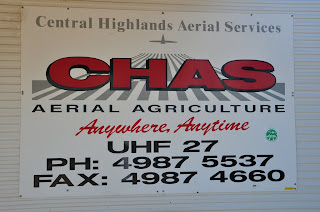 Central Highlands Aerial Services
CHAS
AERIAL AGRICULTURE
Anywhere, Anytime
UHF 27
PH: 4987 5537
FAX: 4987 4660